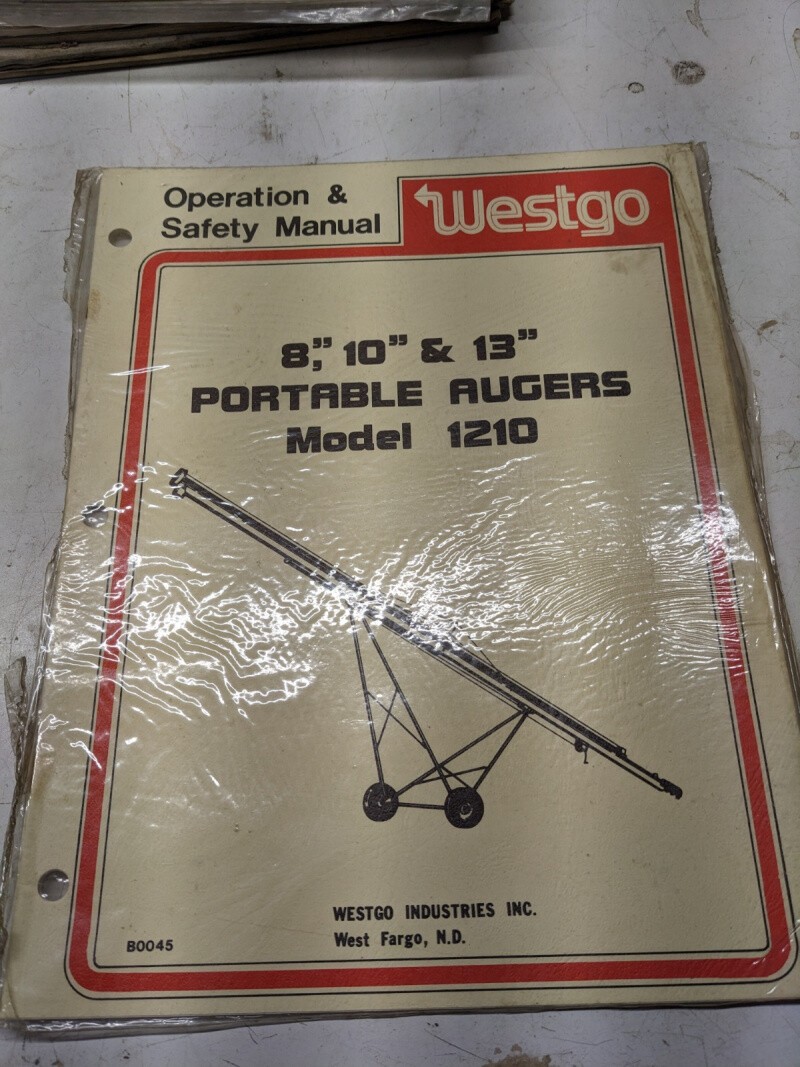 Operation &
Safety Manual
Westgo
8", 10" & 13"
PORTABLE AUGERS
Model 1210
WESTGO INDUSTRIES INC.
West Fargo, N.D.
B0045